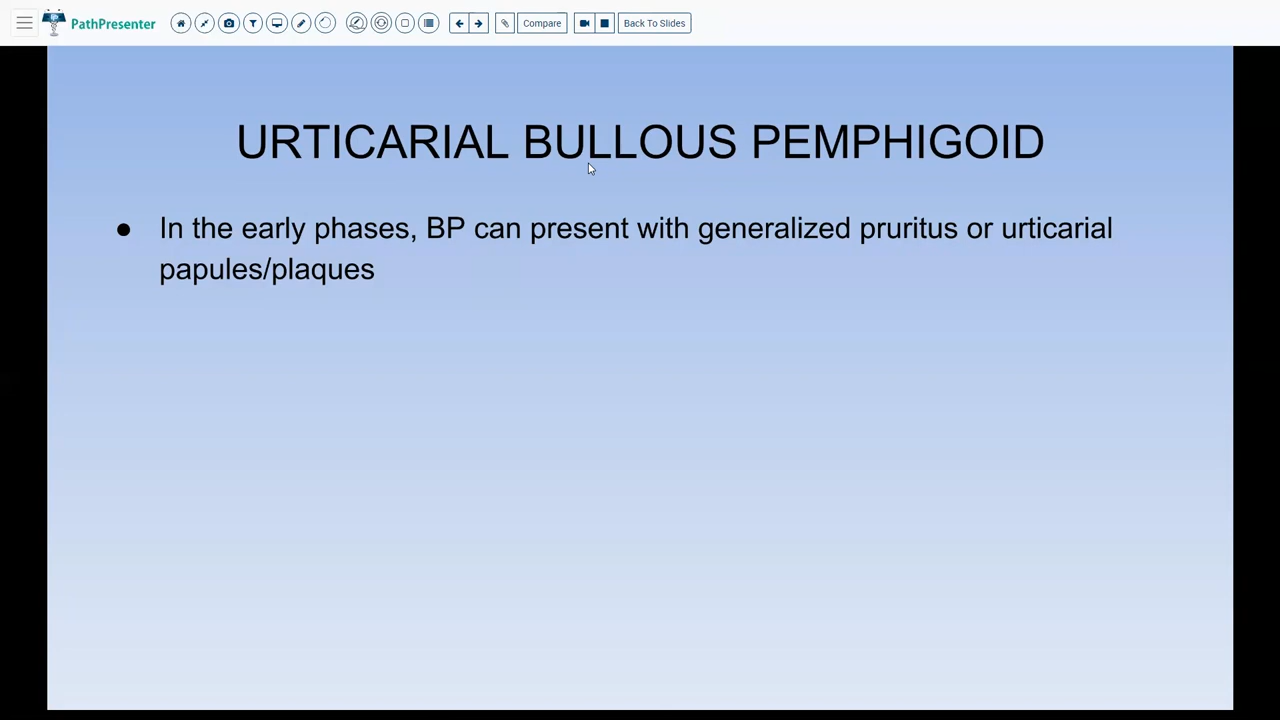 PathPresenter
Compare
Back To Slides
URTICARIAL BULLOUS PEMPHIGOID
● In the early phases, BP can present with generalized pruritus or urticarial
papules/plaques